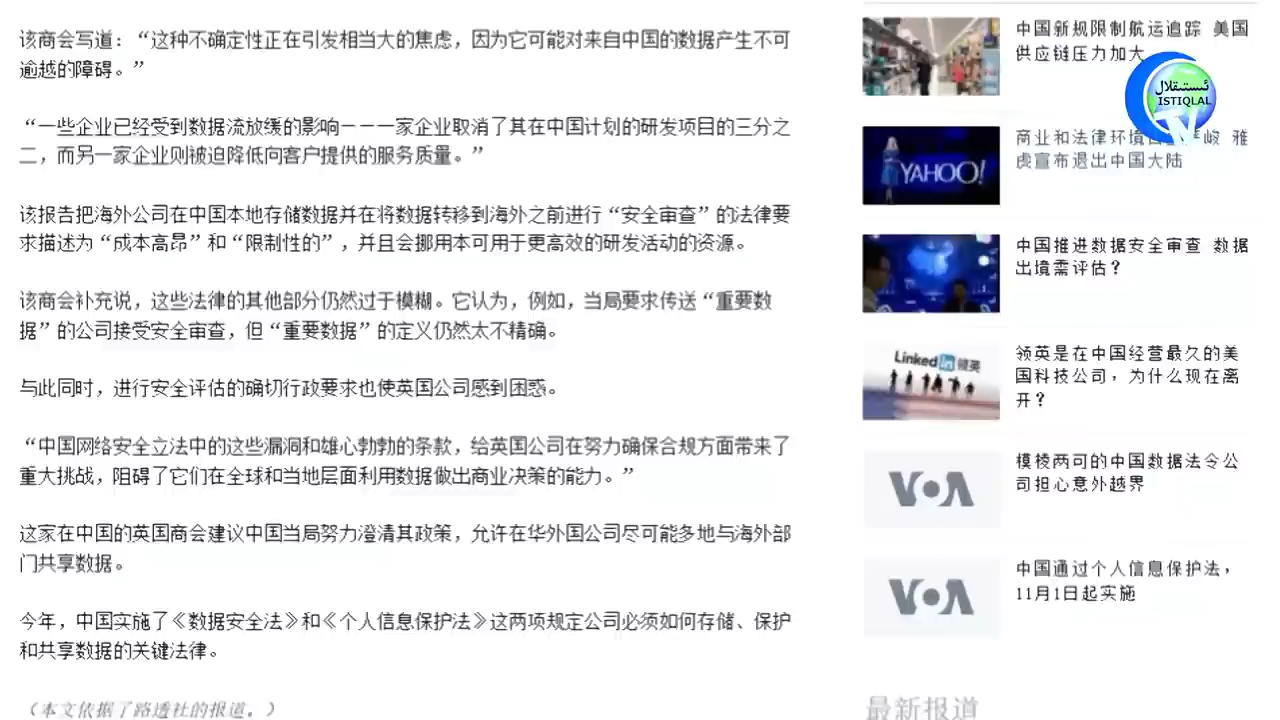 该商会写道：“这种不确定性正在引发相当大的焦虑，因为它可能对来自中国的数据产生不可
逾越的障碍。”
“一些企业已经受到数据流放缓的影响——一家企业取消了其在中国计划的研发项目的三分之
二，而另一家企业则被迫降低向客户提供的服务质量。”
该报告把海外公司在中国本地存储数据并在将数据转移到海外之前进行“安全审查”的法律要
求描述为“成本高昂”和“限制性的”，并且会挪用本可用于更高效的研发活动的资源。
该商会补充说，这些法律的其他部分仍然过于模糊。它认为，例如，当局要求传送“重要数
据”的公司接受安全审查，但“重要数据”的定义仍然太不精确。
与此同时，进行安全评估的确切行政要求也使英国公司感到困惑。
“中国网络安全立法中的这些漏洞和雄心勃勃的条款，给英国公司在努力确保合规方面带来了
重大挑战，阻碍了它们在全球和当地层面利用数据做出商业决策的能力。”
这家在中国的英国商会建议中国当局努力澄清其政策，允许在华外国公司尽可能多地与海外部
门共享数据。
今年，中国实施了《数据安全法》和《个人信息保护法》这两项规定公司必须如何存储、保护
和共享数据的关键法律。
（本文依据了路透社的报道。）
中国新规限制航运追踪 美国
供应链压力加大
ئىستىقلال
ISTIQLAL
商业和法律环境 峻 雅
虎宣布退出中国大陆
YAHOO!
中国推进数据安全审查 数据
出境需评估？
Linked in 领英
领英是在中国经营最久的美
国科技公司，为什么现在离
开？
VOA
模棱两可的中国数据法令公
司担心意外越界
VOA
中国通过个人信息保护法，
11月1日起实施
最新报道